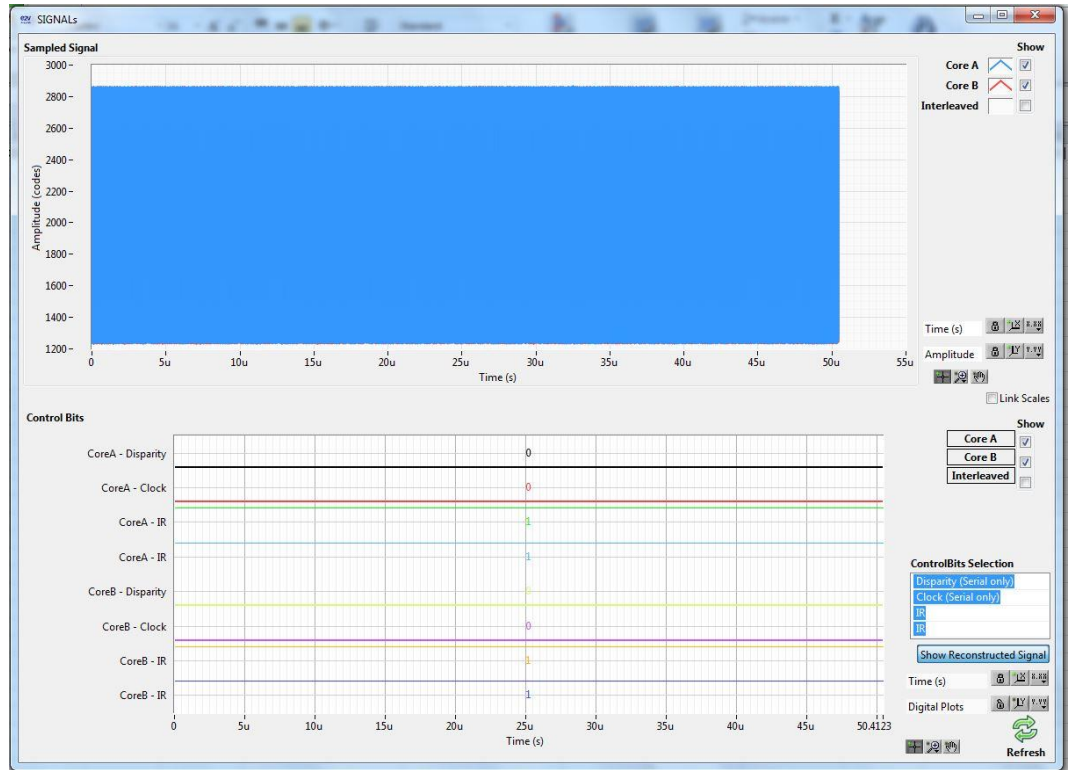 e2v SIGNALs
Sampled Signal
Show
Core A
Core B
Interleaved
3000
2800
2600
2400
2200
2000
1800
1600
1400
1200
Amplitude (codes)
0 5u 10u 15u 20u 25u 30u 35u 40u 45u 50u 55u
Time (s)
Time (s)
Amplitude
Link Scales
Control Bits
Show
Core A
Core B
Interleaved
CoreA - Disparity 0
CoreA - Clock 0
CoreA - IR 1
CoreA - IR 1
CoreB - Disparity
CoreB - Clock 0
CoreB - IR 1
CoreB - IR 1
0 5u 10u 15u 20u 25u 30u 35u 40u 45u 50.4123
Time (s)
ControlBits Selection
Disparity (Serial only)
Clock (Serial only)
IR
IR
Show Reconstructed Signal
Time (s)
Digital Plots
Refresh